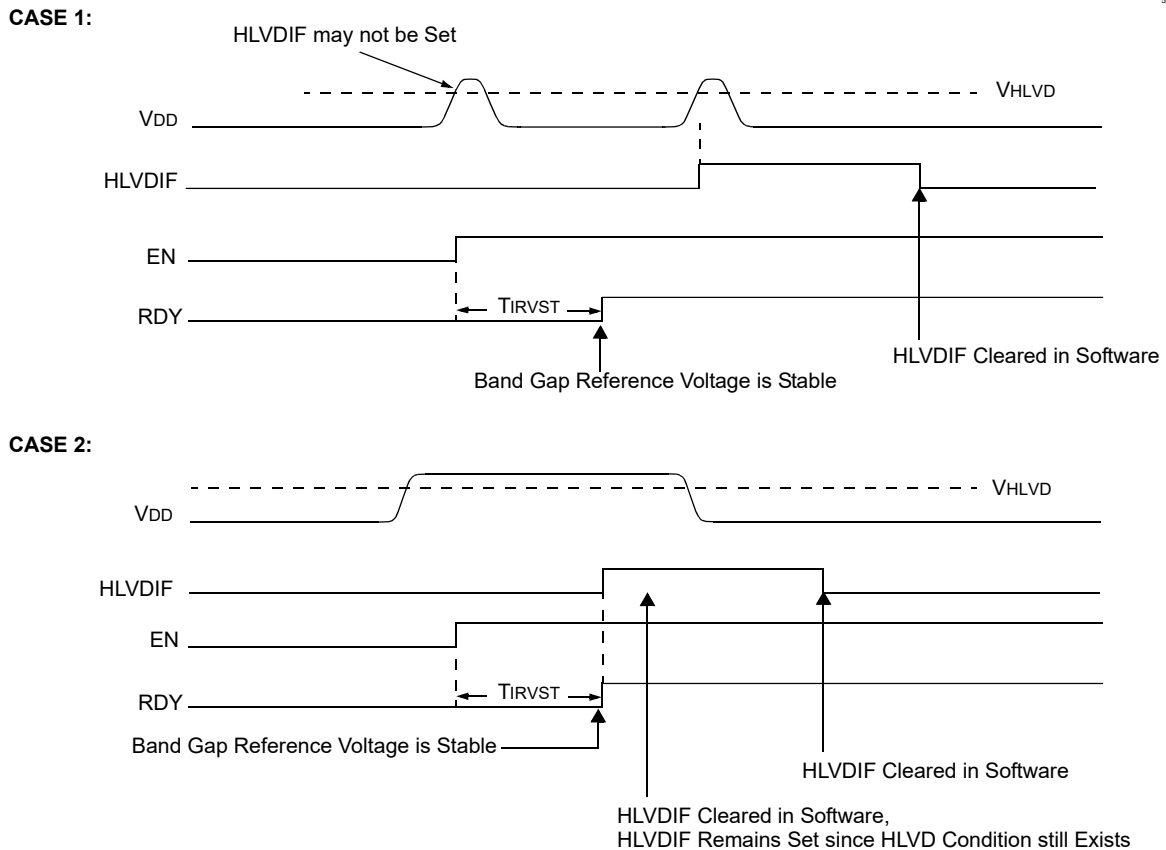 CASE 1:
HLVDIF may not be Set
VHLVD
VDD
HLVDIF
EN
TIRVST
RDY
HLVDIF Cleared in Software
Band Gap Reference Voltage is Stable
CASE 2:
VHLVD
VDD
HLVDIF
EN
TIRVST
RDY
Band Gap Reference Voltage is Stable
HLVDIF Cleared in Software
HLVDIF Cleared in Software,
HLVDIF Remains Set since HLVD Condition still Exists